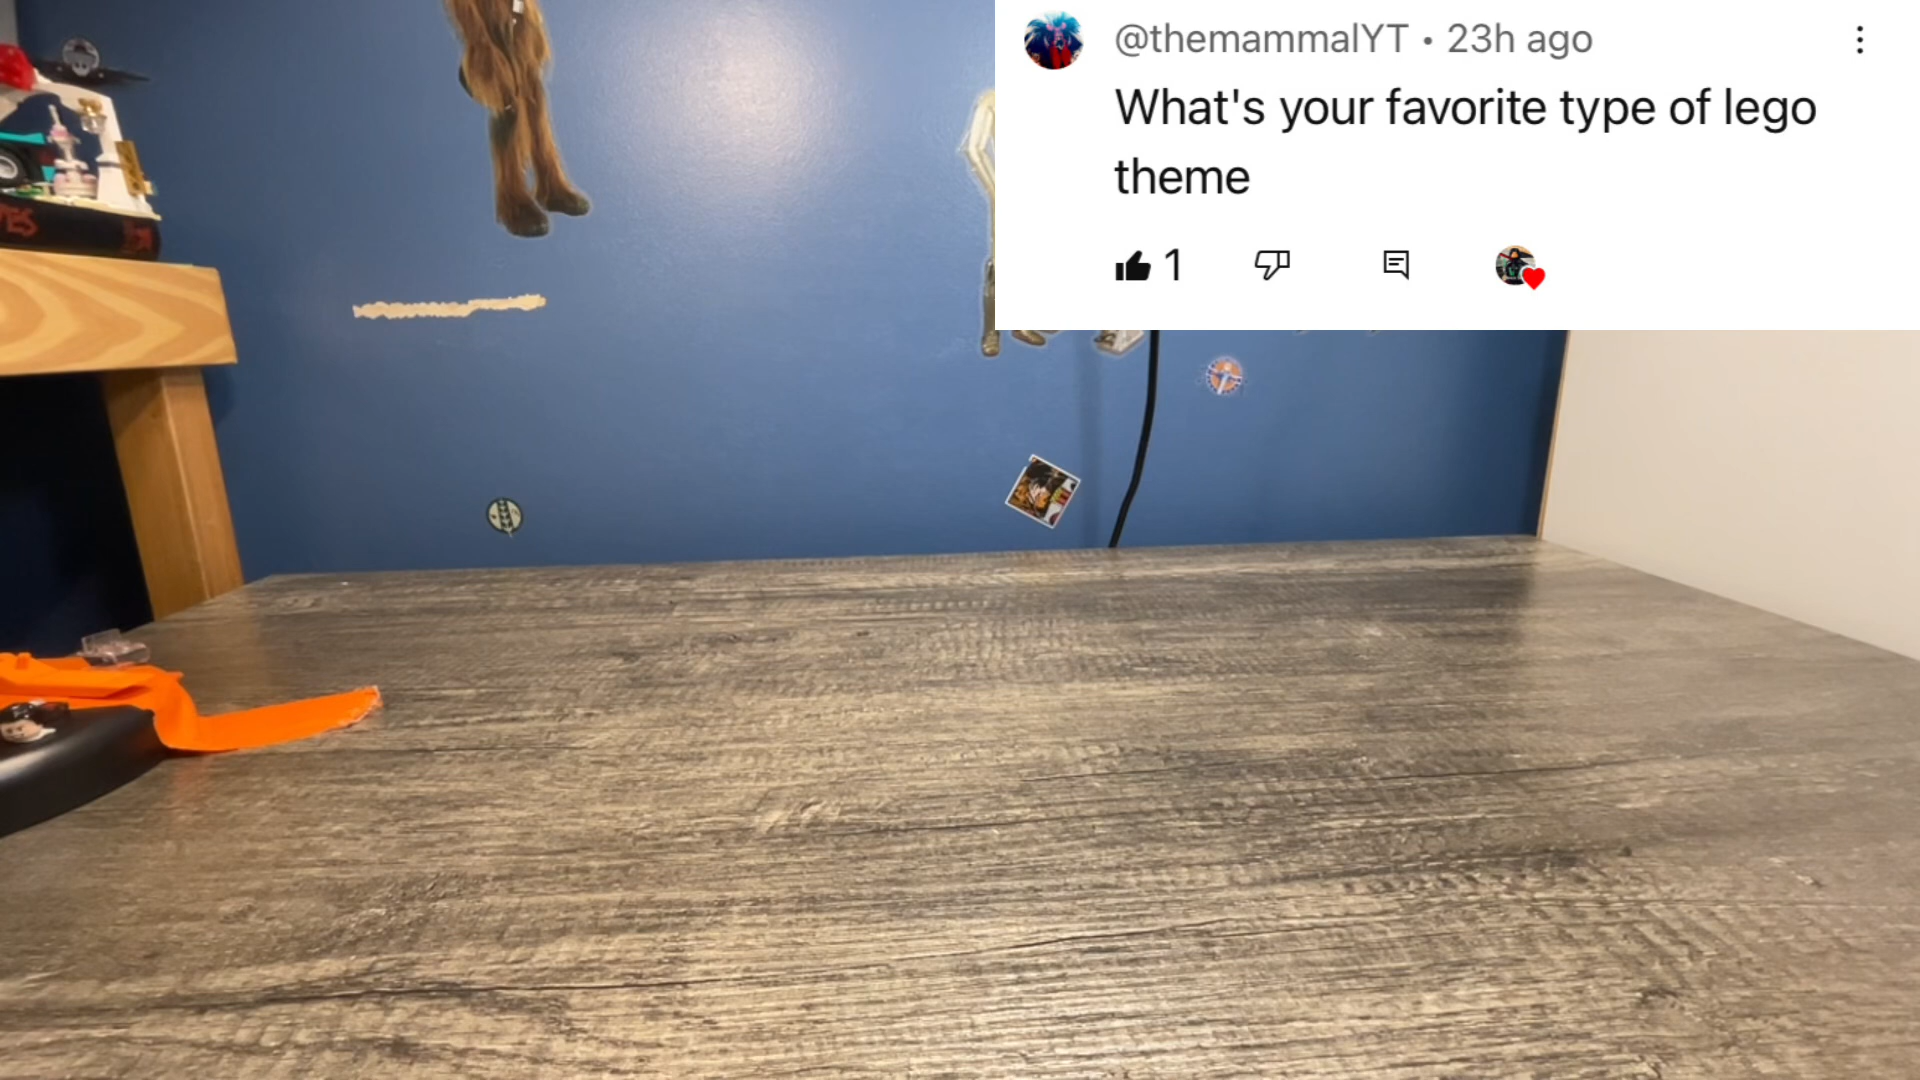 @themammalYT • 23h ago
What's your favorite type of lego
theme
1